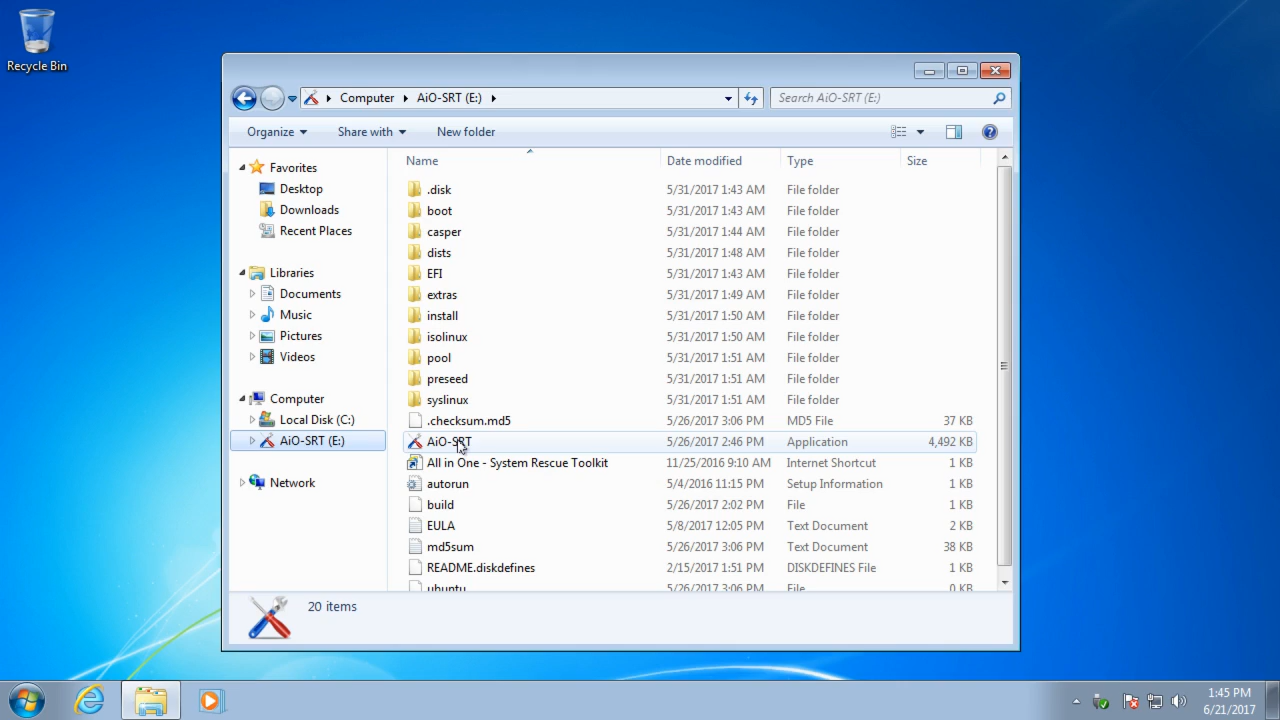 Recycle Bin
Computer AiO-SRT (E:)
Search AiO-SRT (E:)
Organize Share with New folder
Name Date modified Type Size
Favorites
Desktop
Downloads
Recent Places
Libraries
Documents
Music
Pictures
Videos
Computer
Local Disk (C:)
AiO-SRT (E:)
Network
.disk 5/31/2017 1:43 AM File folder
boot 5/31/2017 1:43 AM File folder
casper 5/31/2017 1:44 AM File folder
dists 5/31/2017 1:48 AM File folder
EFI 5/31/2017 1:43 AM File folder
extras 5/31/2017 1:49 AM File folder
install 5/31/2017 1:50 AM File folder
isolinux 5/31/2017 1:50 AM File folder
pool 5/31/2017 1:51 AM File folder
preseed 5/31/2017 1:51 AM File folder
syslinux 5/31/2017 1:51 AM File folder
.checksum.md5 5/26/2017 3:06 PM MD5 File 37 KB
AiO-SRT 5/26/2017 2:46 PM Application 4,492 KB
All in One - System Rescue Toolkit 11/25/2016 9:10 AM Internet Shortcut 1 KB
autorun 5/4/2016 11:15 PM Setup Information 1 KB
build 5/26/2017 2:02 PM File 1 KB
EULA 5/8/2017 12:05 PM Text Document 2 KB
md5sum 5/26/2017 3:06 PM Text Document 38 KB
README.diskdefines 2/15/2017 1:51 PM DISKDEFINES File 1 KB
ubuntu 5/26/2017 3:06 PM File 0 KB
20 items
1:45 PM
6/21/2017